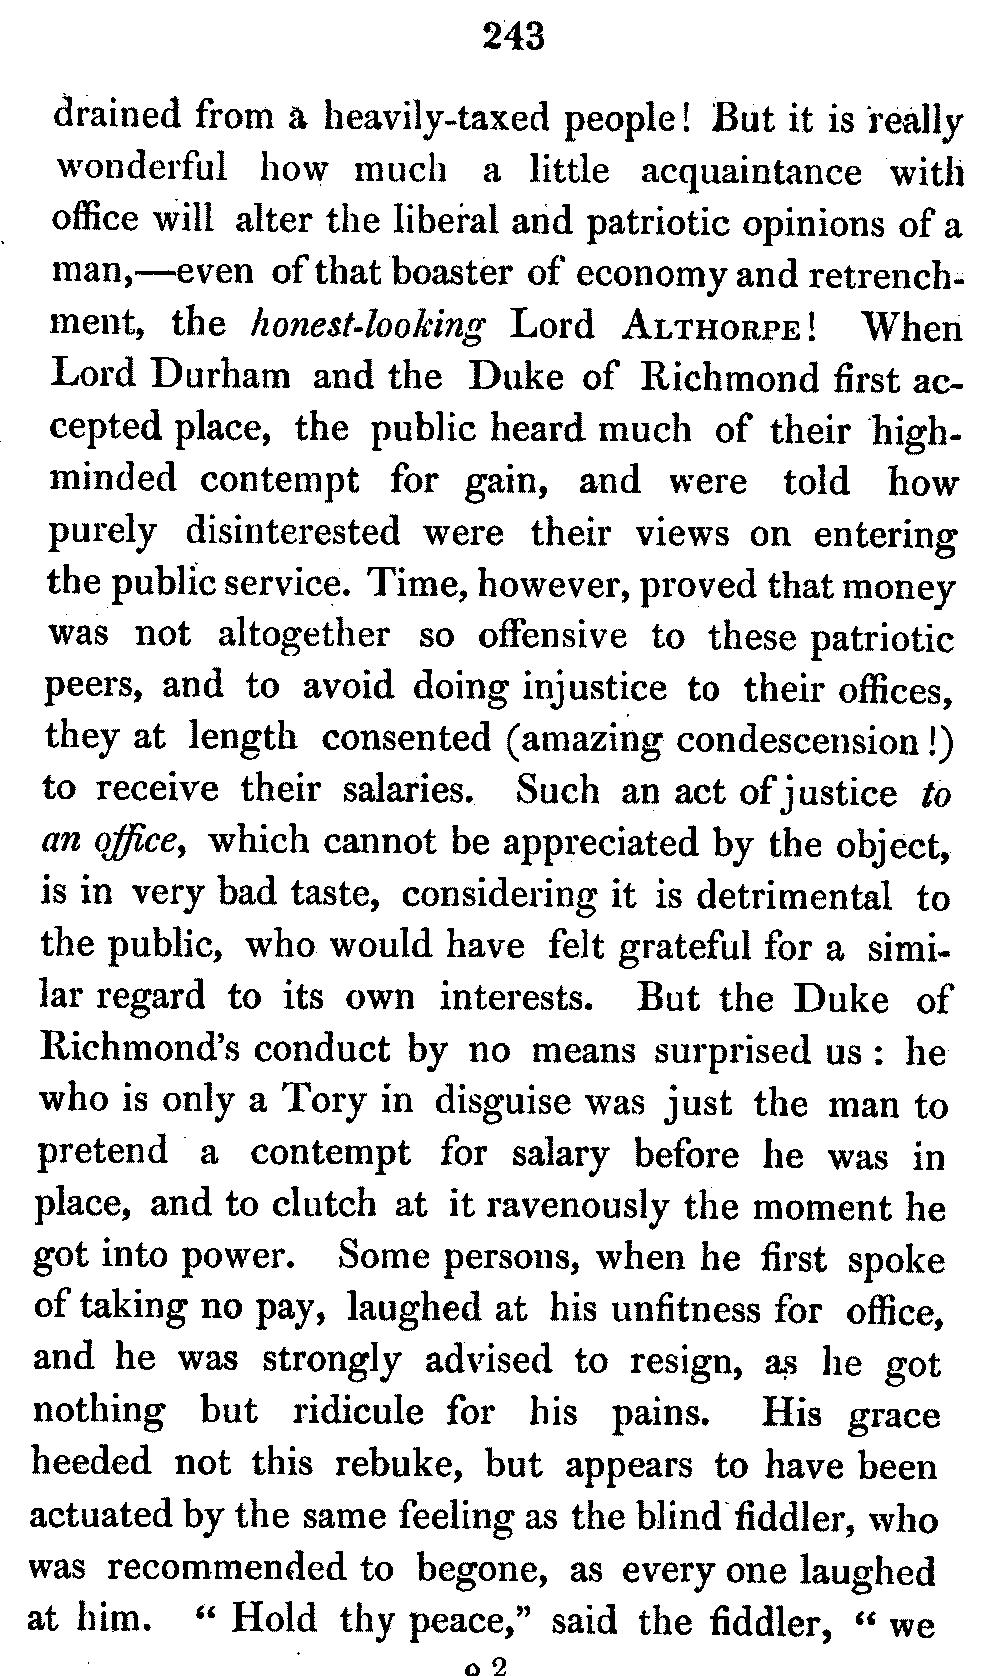 243
drained from a heavily-taxed people! But it is really
wonderful how much a little acquaintance with
office will alter the liberal and patriotic opinions of a
man,—even of that boaster of economy and retrench-
ment, the honest-looking Lord ALTHORPE! When
Lord Durham and the Duke of Richmond first ac-
cepted place, the public heard much of their high-
minded contempt for gain, and were told how
purely disinterested were their views on entering
the public service. Time, however, proved that money
was not altogether so offensive to these patriotic
peers, and to avoid doing injustice to their offices,
they at length consented (amazing condescension!)
to receive their salaries. Such an act of justice to
an office, which cannot be appreciated by the object,
is in very bad taste, considering it is detrimental to
the public, who would have felt grateful for a simi-
lar regard to its own interests. But the Duke of
Richmond's conduct by no means surprised us: he
who is only a Tory in disguise was just the man to
pretend a contempt for salary before he was in
place, and to clutch at it ravenously the moment he
got into power. Some persons, when he first spoke
of taking no pay, laughed at his unfitness for office,
and he was strongly advised to resign, as he got
nothing but ridicule for his pains. His grace
heeded not this rebuke, but appears to have been
actuated by the same feeling as the blind fiddler, who
was recommended to begone, as every one laughed
at him. “ Hold thy peace,” said the fiddler, “ we
o 2